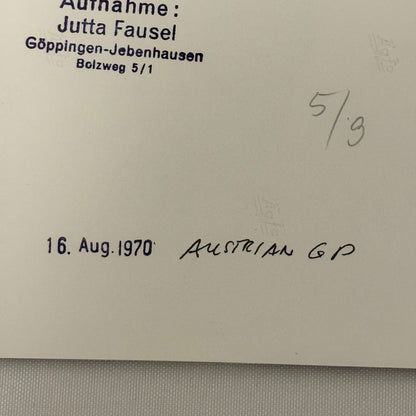 Aufnahme:
Jutta Fausel
Göppingen-Jebenhausen
Bolzweg 5/1
5/9
16. Aug. 1970 AUSTRIAN GP